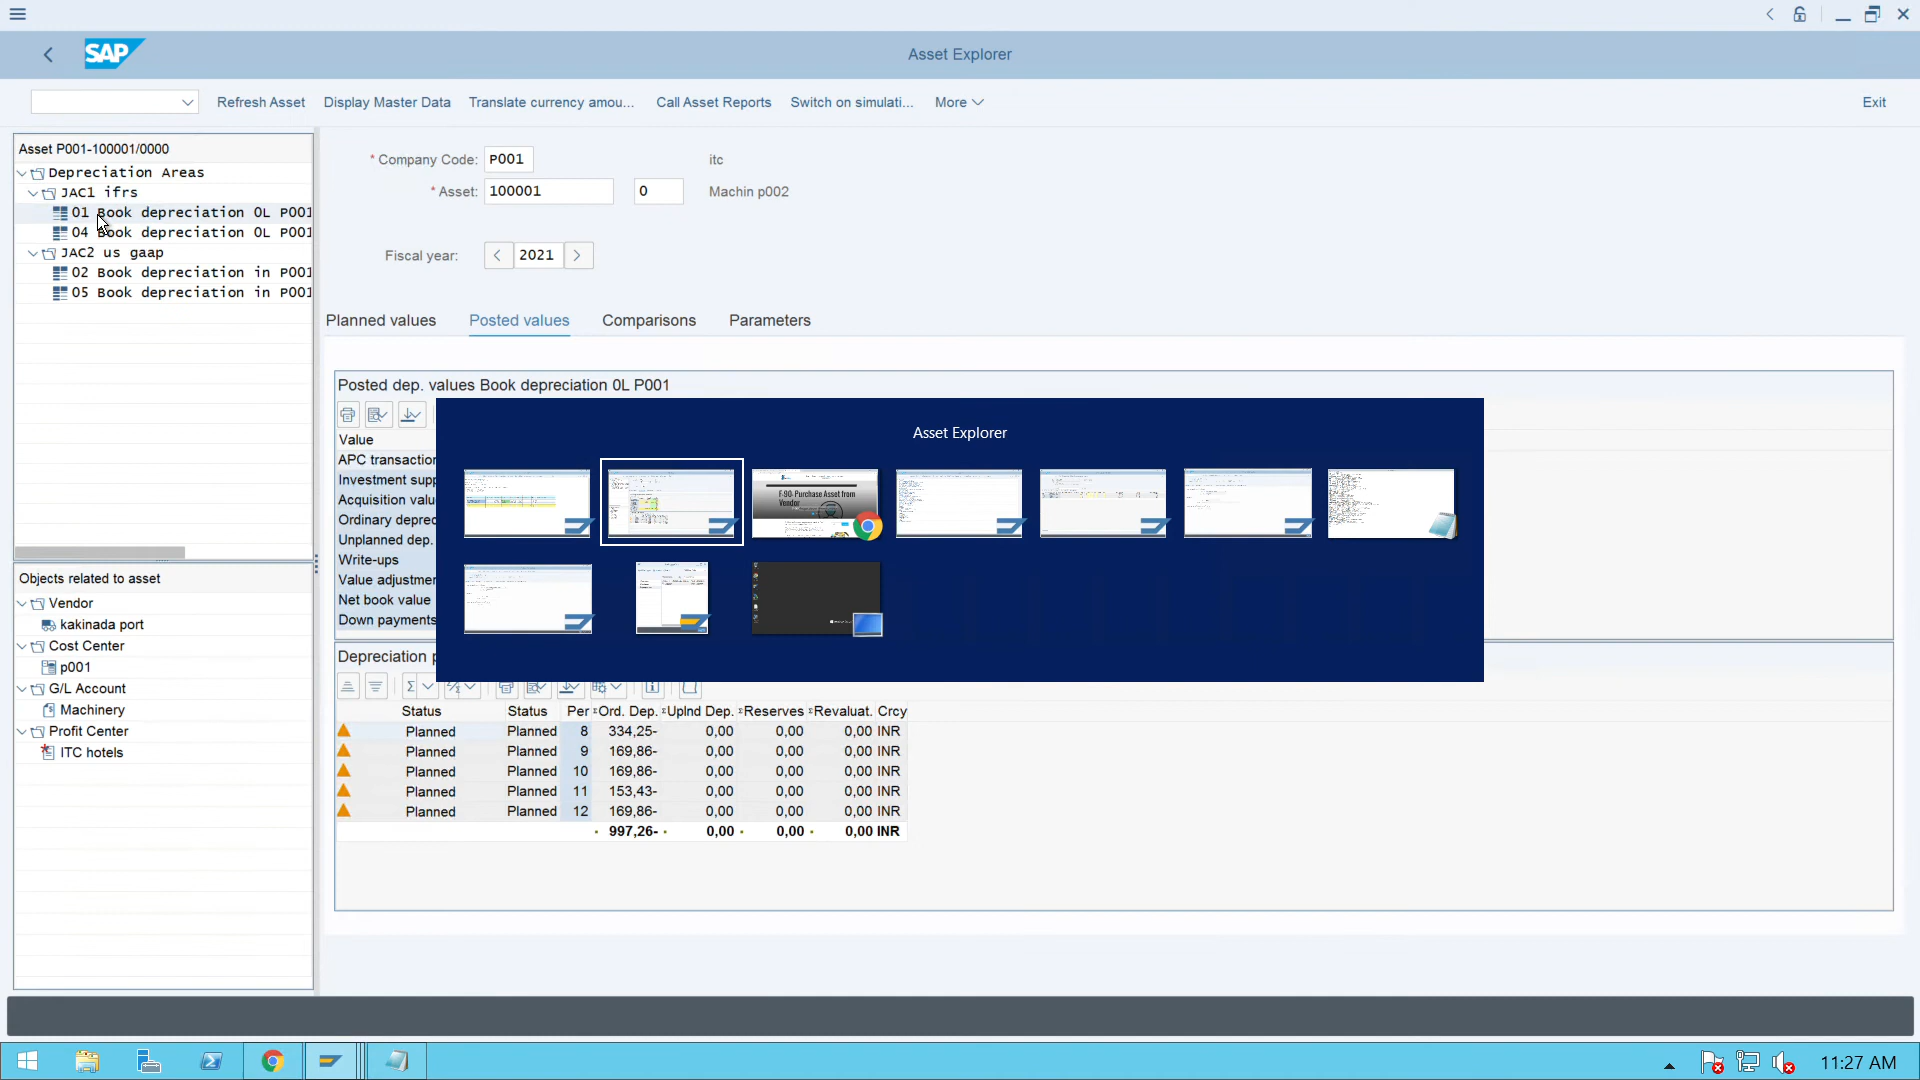 SAP
Asset Explorer
Refresh Asset
Display Master Data
Translate currency amou...
Call Asset Reports
Switch on simulati...
More
Exit
Asset P001-100001/0000
Depreciation Areas
JAC1 ifrs
01 Book depreciation 0L P001
04 Book depreciation 0L P001
JAC2 us gaap
02 Book depreciation in P001
05 Book depreciation in P001
* Company Code: P001 itc
* Asset: 100001 0 Machin p002
Fiscal year: 2021
Planned values
Posted values
Comparisons
Parameters
Posted dep. values Book depreciation 0L P001
Value
APC transaction
Investment supp
Acquisition valu
Ordinary deprec
Unplanned dep.
Write-ups
Value adjustmer
Net book value
Down payments
Asset Explorer
F-90- Purchase Asset from
Vendor
Objects related to asset
Vendor
kakinada port
Cost Center
p001
G/L Account
Machinery
Profit Center
ITC hotels
Depreciation p
Status Status Per Ord. Dep. Uplnd Dep. Reserves Revaluat. Crcy
Planned Planned 8 334,25- 0,00 0,00 0,00 INR
Planned Planned 9 169,86- 0,00 0,00 0,00 INR
Planned Planned 10 169,86- 0,00 0,00 0,00 INR
Planned Planned 11 153,43- 0,00 0,00 0,00 INR
Planned Planned 12 169,86- 0,00 0,00 0,00 INR
997,26- 0,00 0,00 0,00 INR
11:27 AM